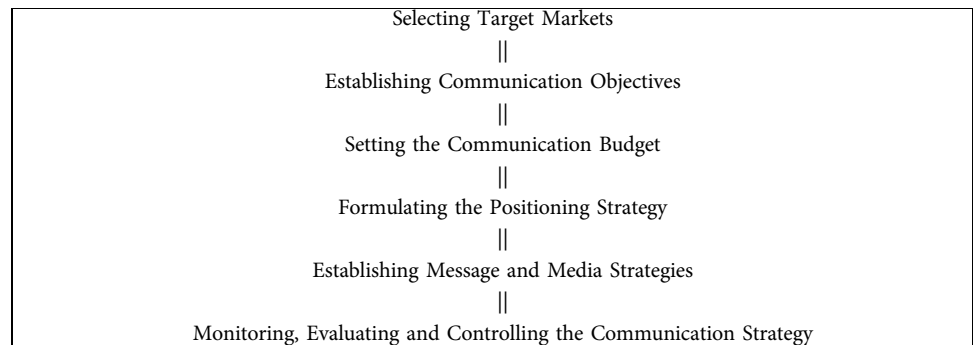 Selecting Target Markets
||
Establishing Communication Objectives
||
Setting the Communication Budget
||
Formulating the Positioning Strategy
||
Establishing Message and Media Strategies
||
Monitoring, Evaluating and Controlling the Communication Strategy